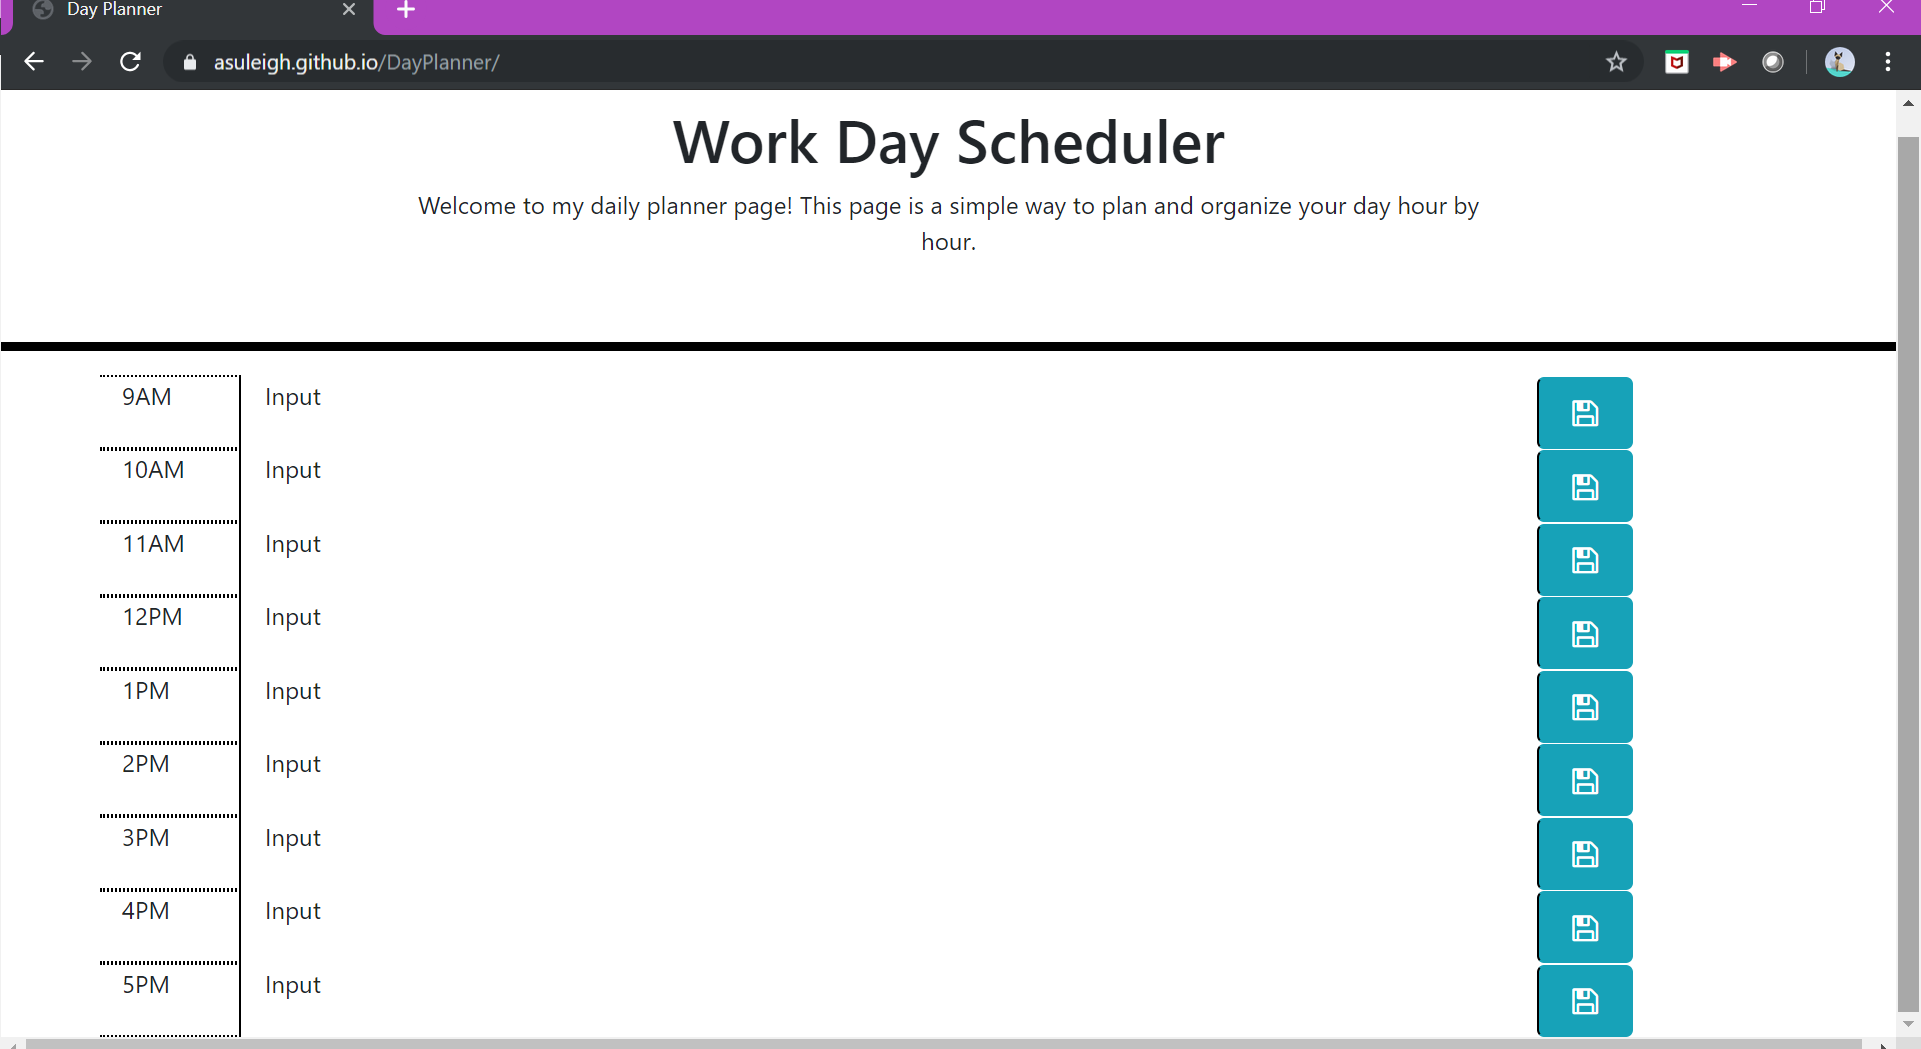 Day Planner
asuleigh.github.io/DayPlanner/
Work Day Scheduler
Welcome to my daily planner page! This page is a simple way to plan and organize your day hour by
hour.
9AM Input
10AM Input
11AM Input
12PM Input
1PM Input
2PM Input
3PM Input
4PM Input
5PM Input